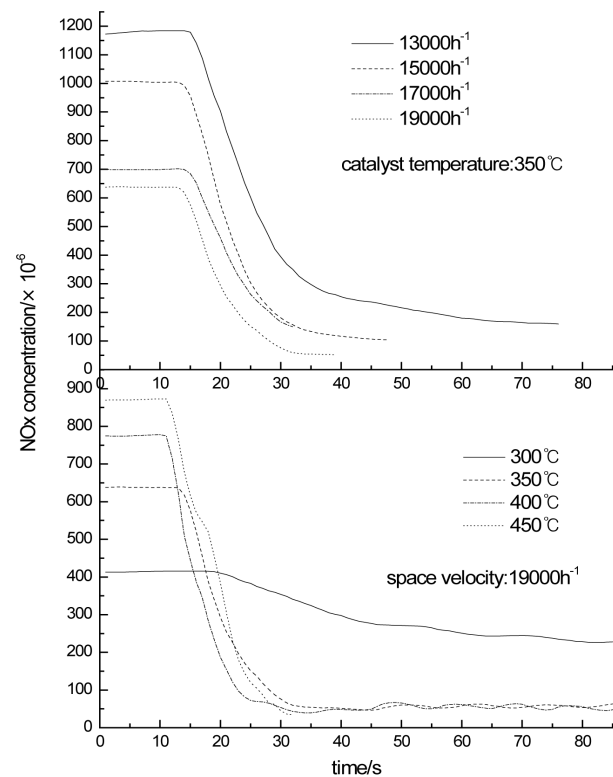 1200
1100
1000
900
800
700
600
500
400
300
200
100
0
13000h⁻¹
15000h⁻¹
17000h⁻¹
19000h⁻¹
catalyst temperature:350℃
0 10 20 30 40 50 60 70 80
NOx concentration/× 10⁻⁶
900
800
700
600
500
400
300
200
100
0
300℃
350℃
400℃
450℃
space velocity:19000h⁻¹
0 10 20 30 40 50 60 70 80
time/s